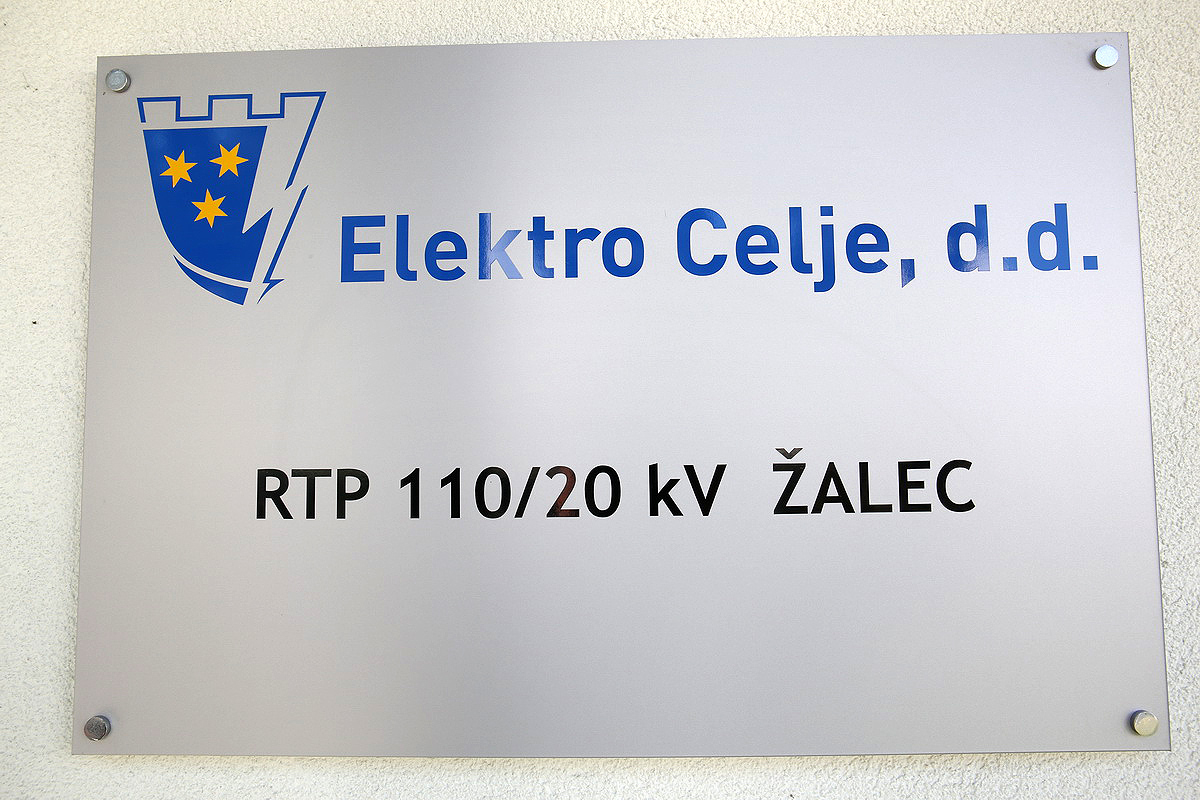 Elektro Celje, d.d.
RTP 110/20 kV ŽALEC